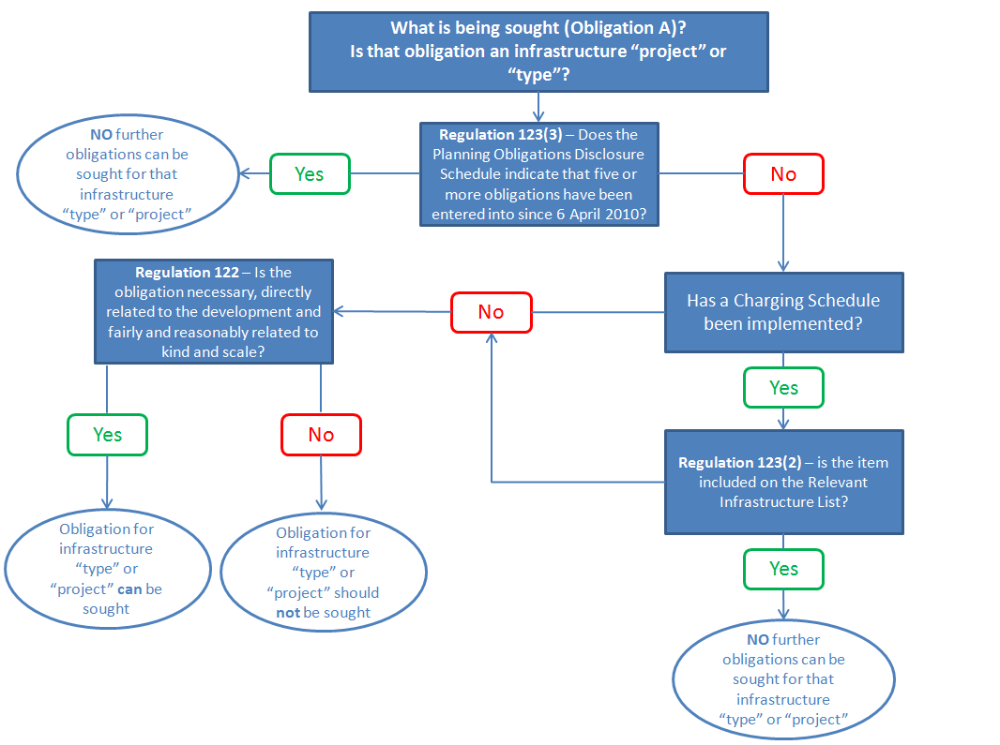 What is being sought (Obligation A)?
Is that obligation an infrastructure “project” or
“type”?
Regulation 123(3) – Does the
Planning Obligations Disclosure
Schedule indicate that five or
more obligations have been
entered into since 6 April 2010?
Yes
No
NO further
obligations can be
sought for that
infrastructure
“type” or “project”
Has a Charging Schedule
been implemented?
No
Regulation 122 – Is the
obligation necessary, directly
related to the development and
fairly and reasonably related to
kind and scale?
Yes
Regulation 123(2) – is the item
included on the Relevant
Infrastructure List?
Yes
No
Obligation for
infrastructure
“type” or
“project” can be
sought
Obligation for
infrastructure
“type” or
“project” should
not be sought
Yes
NO further
obligations can be
sought for that
infrastructure
“type” or “project”